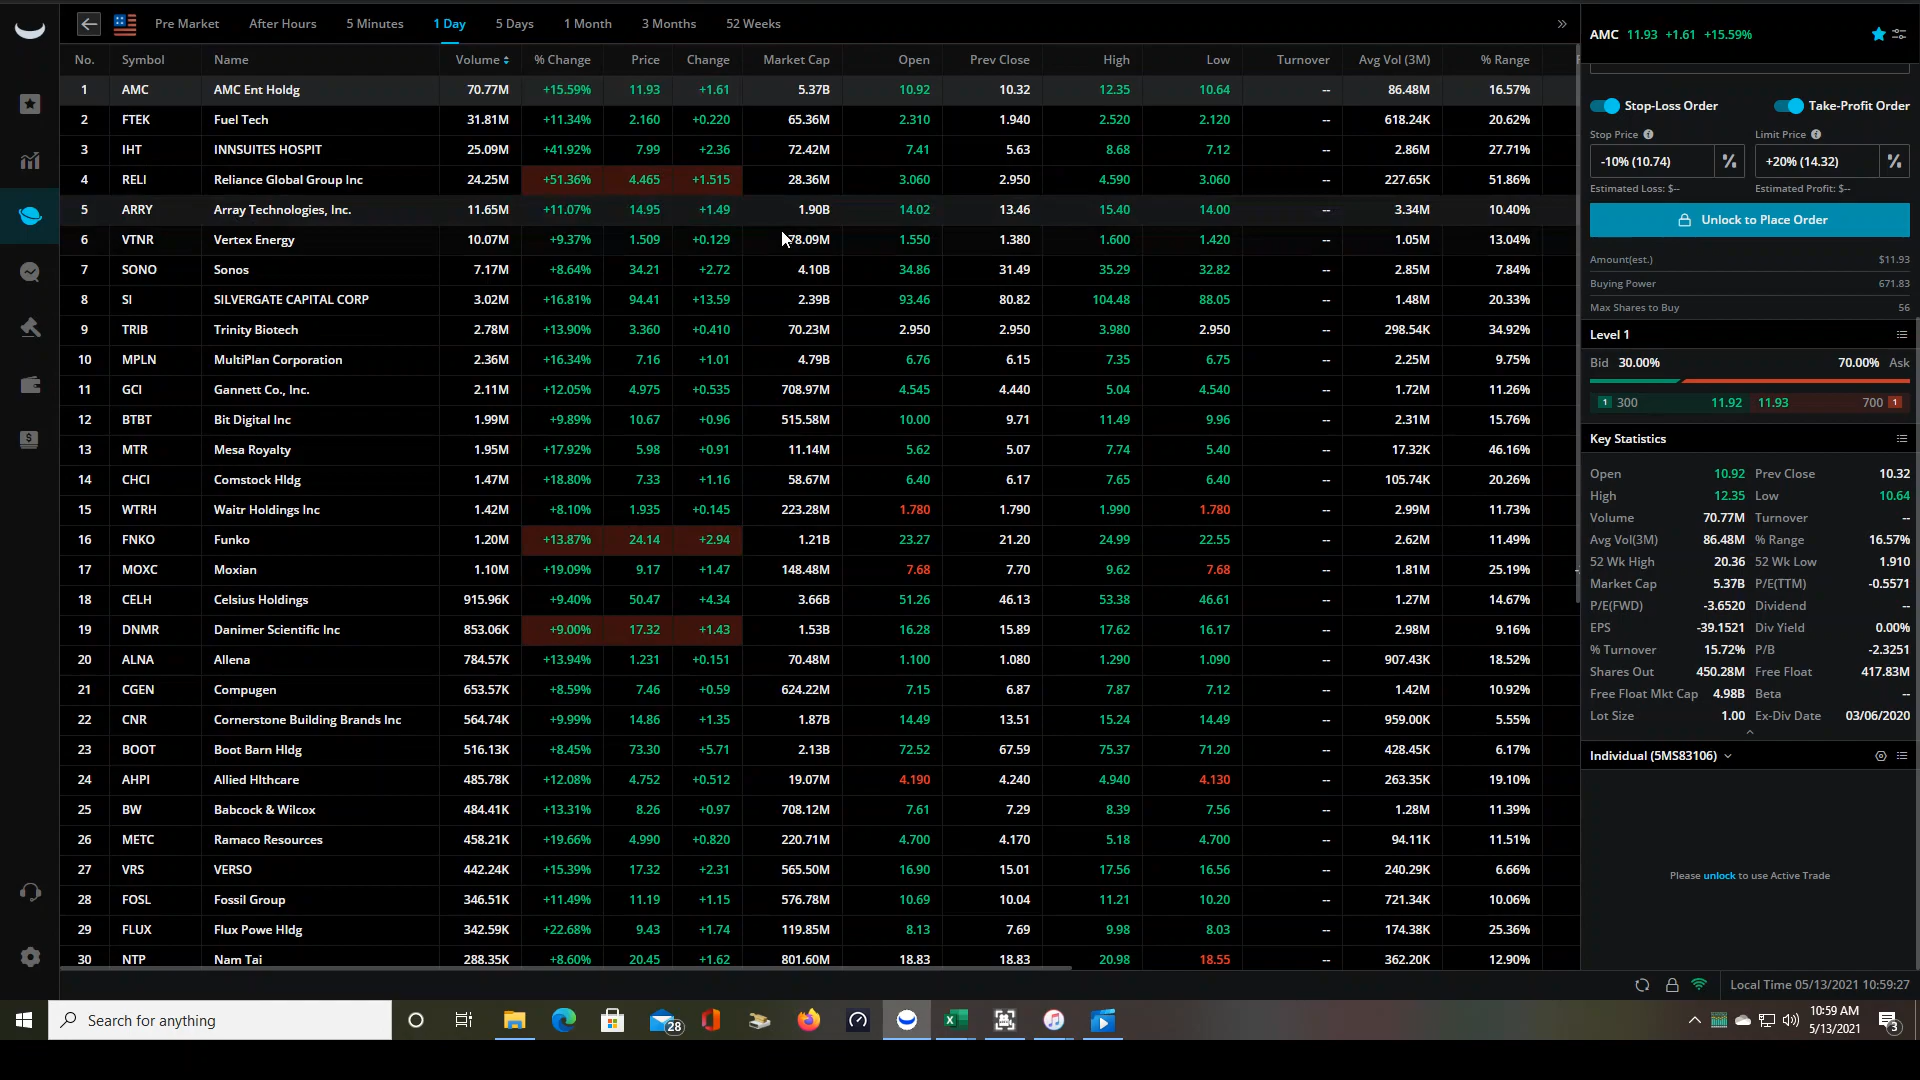 Pre Market After Hours 5 Minutes 1 Day 5 Days 1 Month 3 Months 52 Weeks »
No. Symbol Name Volume % Change Price Change Market Cap Open Prev Close High Low Turnover Avg Vol (3M) % Range
1 AMC AMC Ent Holdg 70.77M +15.59% 11.93 +1.61 5.37B 10.92 10.32 12.35 10.64 -- 86.48M 16.57%
2 FTEK Fuel Tech 31.81M +11.34% 2.160 +0.220 65.36M 2.310 1.940 2.520 2.120 -- 618.24K 20.62%
3 IHT INNSUITES HOSPIT 25.09M +41.92% 7.99 +2.36 72.42M 7.41 5.63 8.68 7.12 -- 2.86M 27.71%
4 RELI Reliance Global Group Inc 24.25M +51.36% 4.465 +1.515 28.36M 3.060 2.950 4.590 3.060 -- 227.65K 51.86%
5 ARRY Array Technologies, Inc. 11.65M +11.07% 14.95 +1.49 1.90B 14.02 13.46 15.40 14.00 -- 3.34M 10.40%
6 VTNR Vertex Energy 10.07M +9.37% 1.509 +0.129 78.09M 1.550 1.380 1.600 1.420 -- 1.05M 13.04%
7 SONO Sonos 7.17M +8.64% 34.21 +2.72 4.10B 34.86 31.49 35.29 32.82 -- 2.85M 7.84%
8 SI SILVERGATE CAPITAL CORP 3.02M +16.81% 94.41 +13.59 2.39B 93.46 80.82 104.48 88.05 -- 1.48M 20.33%
9 TRIB Trinity Biotech 2.78M +13.90% 3.360 +0.410 70.23M 2.950 2.950 3.980 2.950 -- 298.54K 34.92%
10 MPLN MultiPlan Corporation 2.36M +16.34% 7.16 +1.01 4.79B 6.76 6.15 7.35 6.75 -- 2.25M 9.75%
11 GCI Gannett Co., Inc. 2.11M +12.05% 4.975 +0.535 708.97M 4.545 4.440 5.04 4.540 -- 1.72M 11.26%
12 BTBT Bit Digital Inc 1.99M +9.89% 10.67 +0.96 515.58M 10.00 9.71 11.49 9.96 -- 2.31M 15.76%
13 MTR Mesa Royalty 1.95M +17.92% 5.98 +0.91 11.14M 5.62 5.07 7.74 5.40 -- 17.32K 46.16%
14 CHCI Comstock Hldg 1.47M +18.80% 7.33 +1.16 58.67M 6.40 6.17 7.65 6.40 -- 105.74K 20.26%
15 WTRH Waitr Holdings Inc 1.42M +8.10% 1.935 +0.145 223.28M 1.780 1.790 1.990 1.780 -- 2.99M 11.73%
16 FNKO Funko 1.20M +13.87% 24.14 +2.94 1.21B 23.27 21.20 24.99 22.55 -- 2.62M 11.49%
17 MOXC Moxian 1.10M +19.09% 9.17 +1.47 148.48M 7.68 7.70 9.62 7.68 -- 1.81M 25.19%
18 CELH Celsius Holdings 915.96K +9.40% 50.47 +4.34 3.66B 51.26 46.13 53.38 46.61 -- 1.27M 14.67%
19 DNMR Danimer Scientific Inc 853.06K +9.00% 17.32 +1.43 1.53B 16.28 15.89 17.62 16.17 -- 2.98M 9.16%
20 ALNA Allena 784.57K +13.94% 1.231 +0.151 70.48M 1.100 1.080 1.290 1.090 -- 907.43K 18.52%
21 CGEN Compugen 653.57K +8.59% 7.46 +0.59 624.22M 7.15 6.87 7.87 7.12 -- 1.42M 10.92%
22 CNR Cornerstone Building Brands Inc 564.74K +9.99% 14.86 +1.35 1.87B 14.49 13.51 15.24 14.49 -- 959.00K 5.55%
23 BOOT Boot Barn Hldg 516.13K +8.45% 73.30 +5.71 2.13B 72.52 67.59 75.37 71.20 -- 428.45K 6.17%
24 AHPI Allied Hlthcare 485.78K +12.08% 4.752 +0.512 19.07M 4.190 4.240 4.940 4.130 -- 263.35K 19.10%
25 BW Babcock & Wilcox 484.41K +13.31% 8.26 +0.97 708.12M 7.61 7.29 8.39 7.56 -- 1.28M 11.39%
26 METC Ramaco Resources 458.21K +19.66% 4.990 +0.820 220.71M 4.700 4.170 5.18 4.700 -- 94.11K 11.51%
27 VRS VERSO 442.24K +15.39% 17.32 +2.31 565.50M 16.90 15.01 17.56 16.56 -- 240.29K 6.66%
28 FOSL Fossil Group 346.51K +11.49% 11.19 +1.15 576.78M 10.69 10.04 11.21 10.20 -- 721.34K 10.06%
29 FLUX Flux Powe Hldg 342.59K +22.68% 9.43 +1.74 119.85M 8.13 7.69 9.98 8.03 -- 174.38K 25.36%
30 NTP Nam Tai 288.35K +8.60% 20.45 +1.62 801.60M 18.83 18.83 20.98 18.55 -- 362.20K 12.90%
AMC 11.93 +1.61 +15.59%
Stop-Loss Order Take-Profit Order
Stop Price Limit Price
-10% (10.74) % +20% (14.32) %
Estimated Loss: $-- Estimated Profit: $--
Unlock to Place Order
Amount(est.) $11.93
Buying Power 671.83
Max Shares to Buy 56
Level 1
Bid 30.00% 70.00% Ask
1 300 11.92 11.93 700 1
Key Statistics
Open 10.92 Prev Close 10.32
High 12.35 Low 10.64
Volume 70.77M Turnover --
Avg Vol(3M) 86.48M % Range 16.57%
52 Wk High 20.36 52 Wk Low 1.910
Market Cap 5.37B P/E(TTM) -0.5571
P/E(FWD) -3.6520 Dividend --
EPS -39.1521 Div Yield 0.00%
% Turnover 15.72% P/B -2.3251
Shares Out 450.28M Free Float 417.83M
Free Float Mkt Cap 4.98B Beta --
Lot Size 1.00 Ex-Div Date 03/06/2020
Individual (5MS83106)
Please unlock to use Active Trade
Local Time 05/13/2021 10:59:27
Search for anything 28 10:59 AM
5/13/2021 3